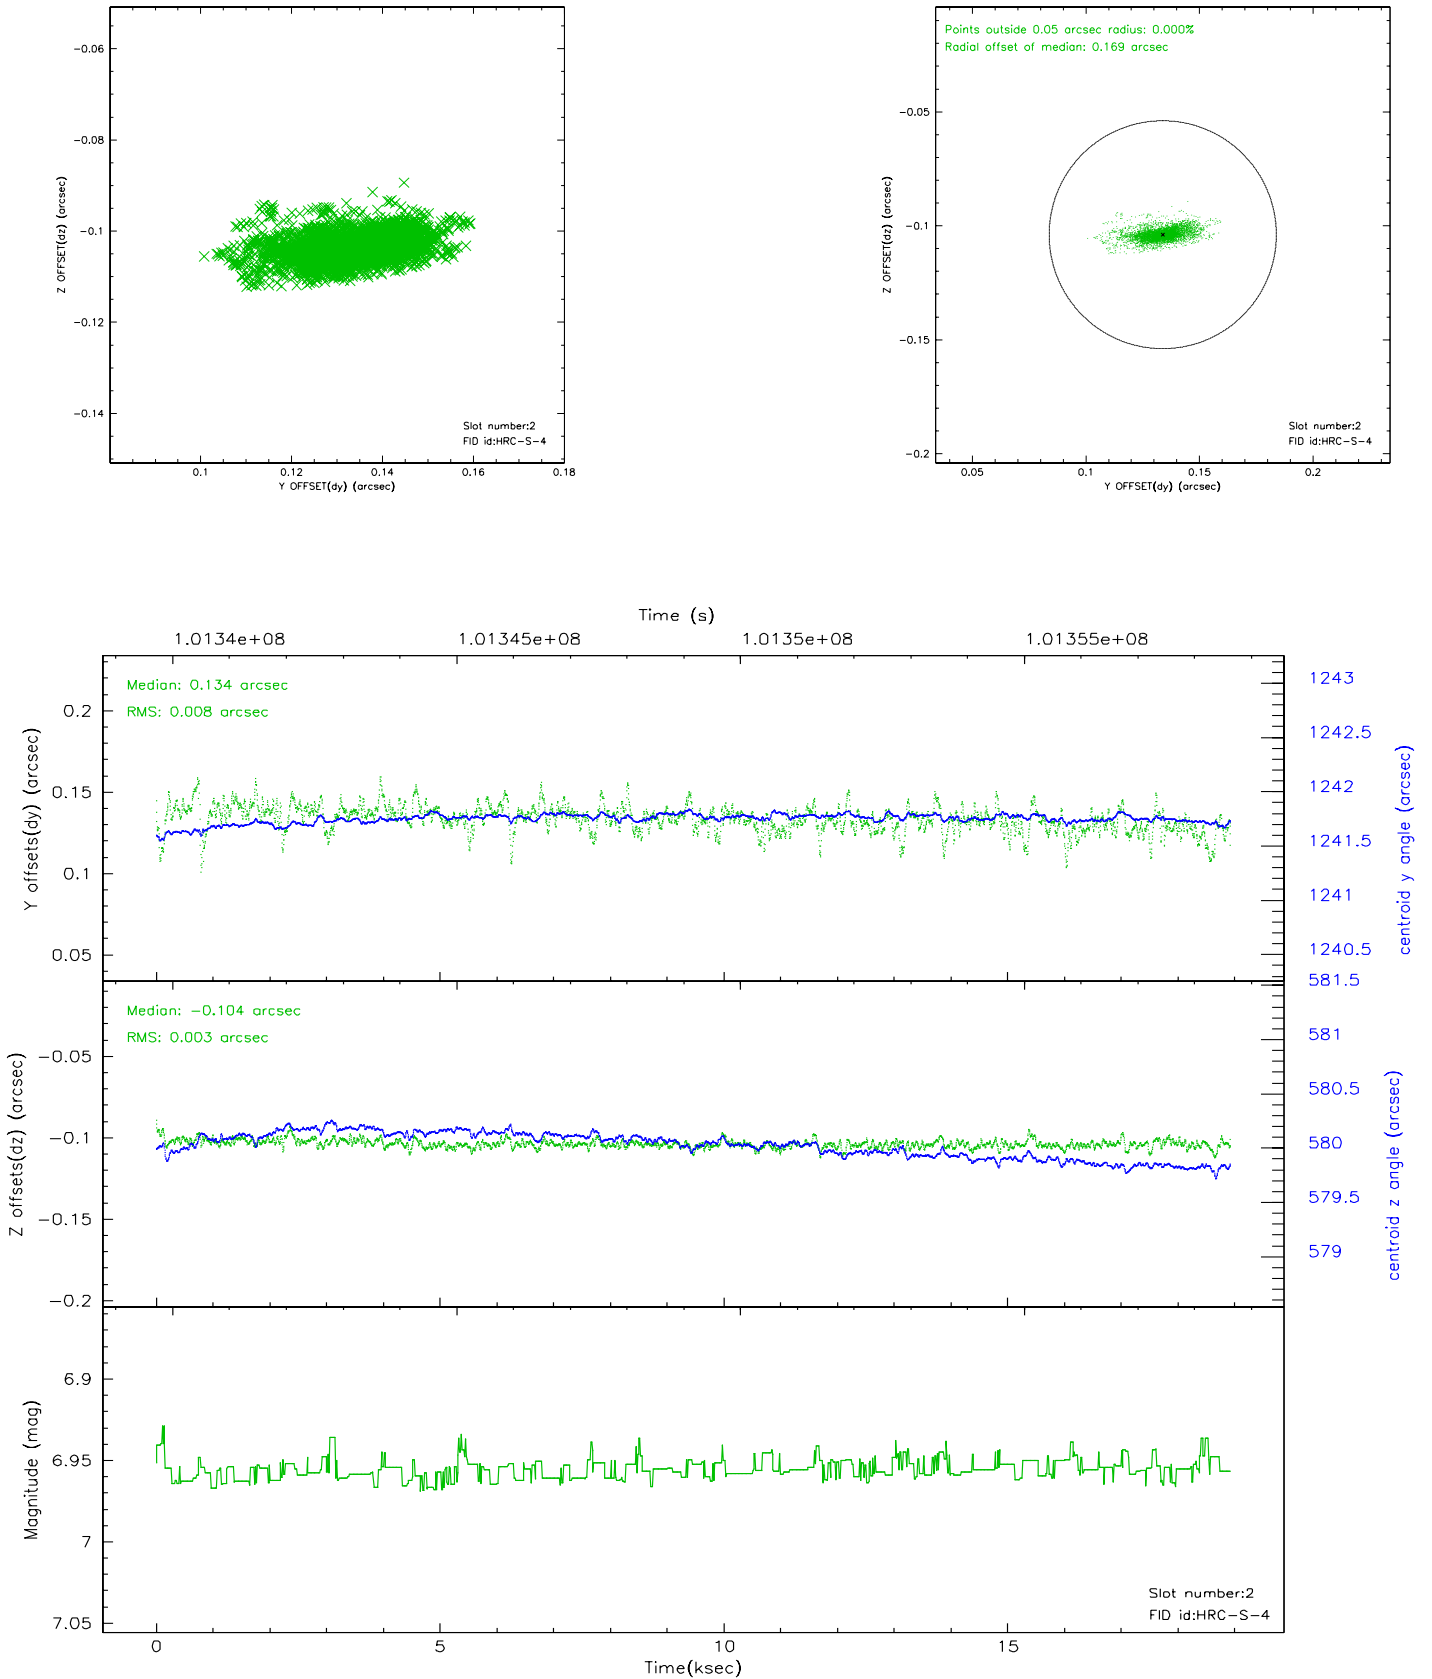 -0.06
-0.08
-0.1
-0.12
-0.14
Z OFFSET(dz) (arcsec)
Slot number:2
FID id:HRC-S-4
0.1 0.12 0.14 0.16 0.18
Y OFFSET(dy) (arcsec)
Points outside 0.05 arcsec radius: 0.000%
Radial offset of median: 0.169 arcsec
-0.05
-0.1
-0.15
-0.2
Z OFFSET(dz) (arcsec)
Slot number:2
FID id:HRC-S-4
0.05 0.1 0.15 0.2
Y OFFSET(dy) (arcsec)
Time (s)
1.0134e+08 1.01345e+08 1.0135e+08 1.01355e+08
Median: 0.134 arcsec
RMS: 0.008 arcsec
0.2
0.15
0.1
0.05
Y offsets(dy) (arcsec)
1243
1242.5
1242
1241.5
1241
1240.5
centroid y angle (arcsec)
Median: -0.104 arcsec
RMS: 0.003 arcsec
-0.05
-0.1
-0.15
-0.2
Z offsets(dz) (arcsec)
581.5
581
580.5
580
579.5
579
centroid z angle (arcsec)
6.9
6.95
7
7.05
Magnitude (mag)
Slot number:2
FID id:HRC-S-4
0 5 10 15
Time(ksec)